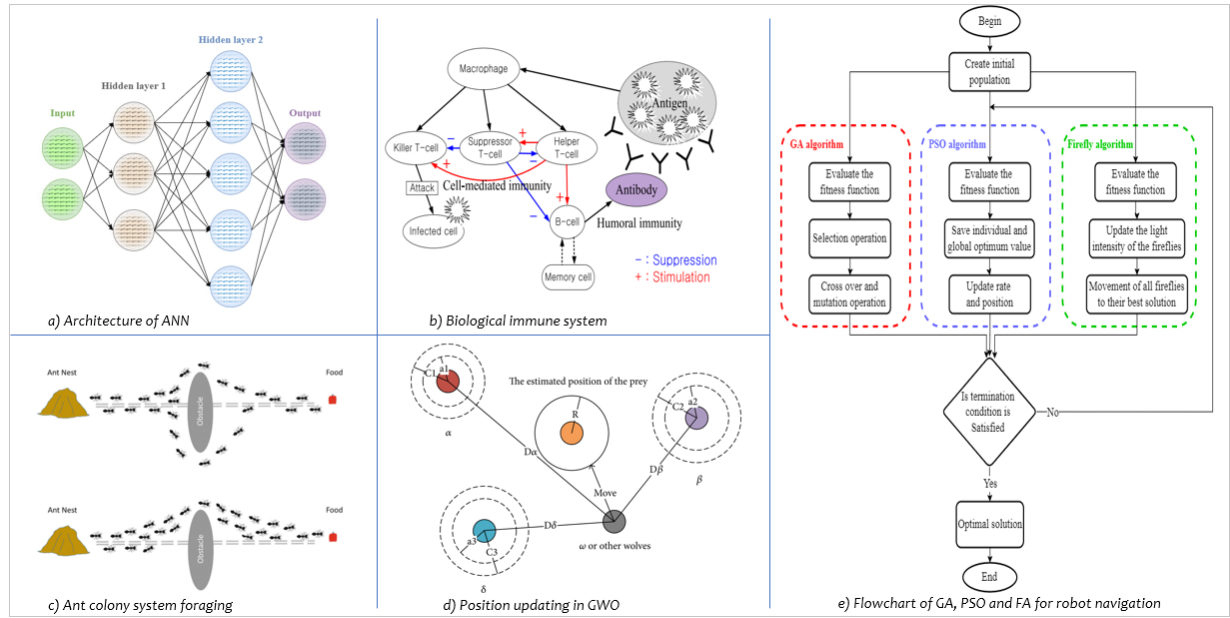 Hidden layer 2
Hidden layer 1
Input
Output
a) Architecture of ANN
Macrophage
Antigen
Killer T-cell
−
Suppressor
T-cell
+
−
Helper
T-cell
+
Attack
Cell-mediated immunity
+
Antibody
−
B-cell
Humoral immunity
Infected cell
− : Suppression
+ : Stimulation
Memory cell
b) Biological immune system
Ant Nest
Food
Obstacle
Ant Nest
Food
Obstacle
c) Ant colony system foraging
C1
a1
α
The estimated position of the prey
R
a2
C2
β
Dα
Dβ
Move
Dδ
a3
C3
δ
ω or other wolves
d) Position updating in GWO
Begin
Create initial
population
GA algorithm
Evaluate the
fitness function
Selection operation
Cross over and
mutation operation
PSO algorithm
Evaluate the
fitness function
Save individual and
global optimum value
Update rate
and position
Firefly algorithm
Evaluate the
fitness function
Update the light
intensity of the fireflies
Movement of all fireflies
to their best solution
Is termination
condition is
Satisfied
No
Yes
Optimal solution
End
e) Flowchart of GA, PSO and FA for robot navigation